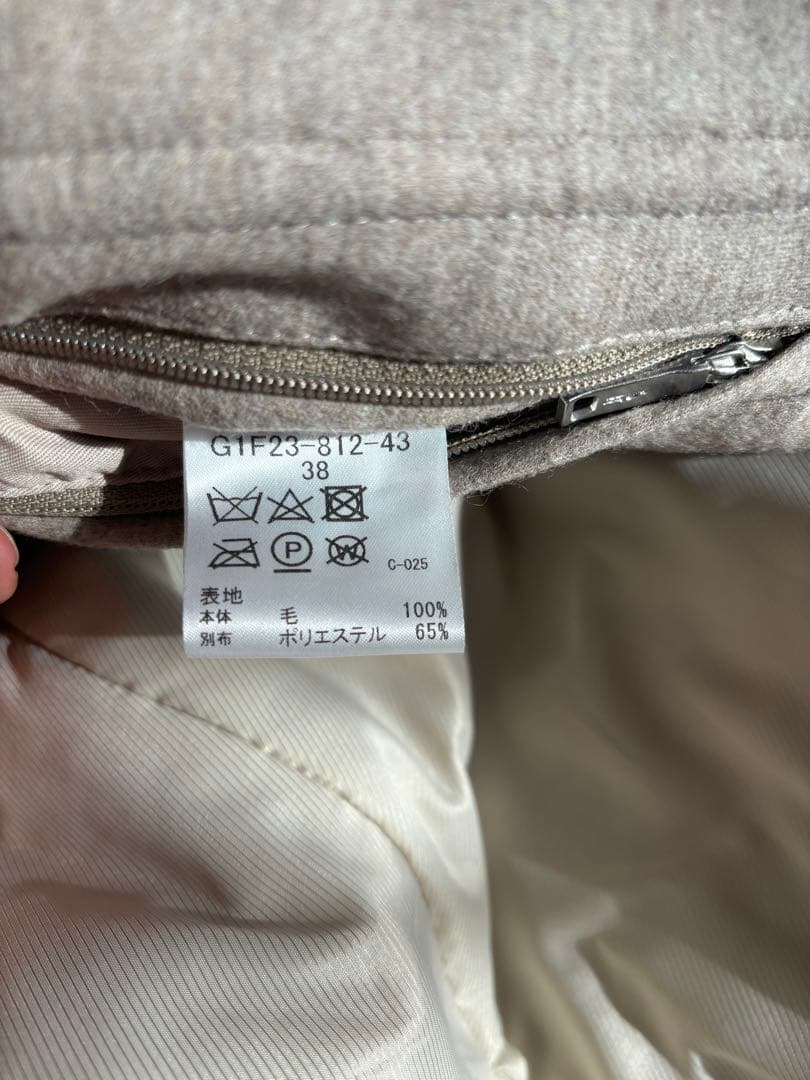 G1F23-812-43
38
P W C-025
表地
本体 毛 100%
別布 ポリエステル 65%